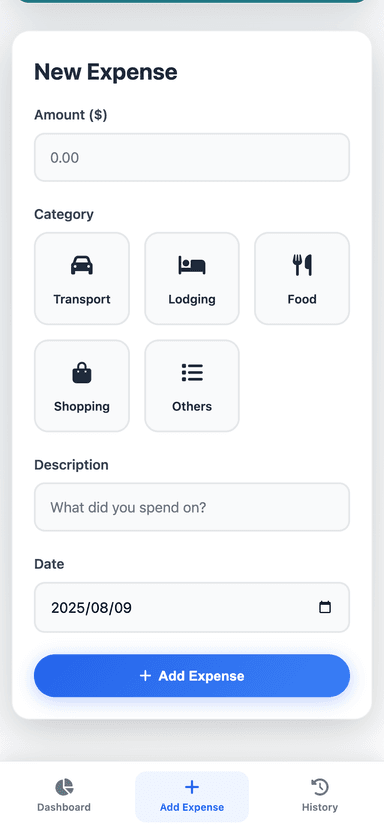 New Expense
Amount ($)
0.00
Category
Transport Lodging Food
Shopping Others
Description
What did you spend on?
Date
2025/08/09
+ Add Expense
Dashboard Add Expense History